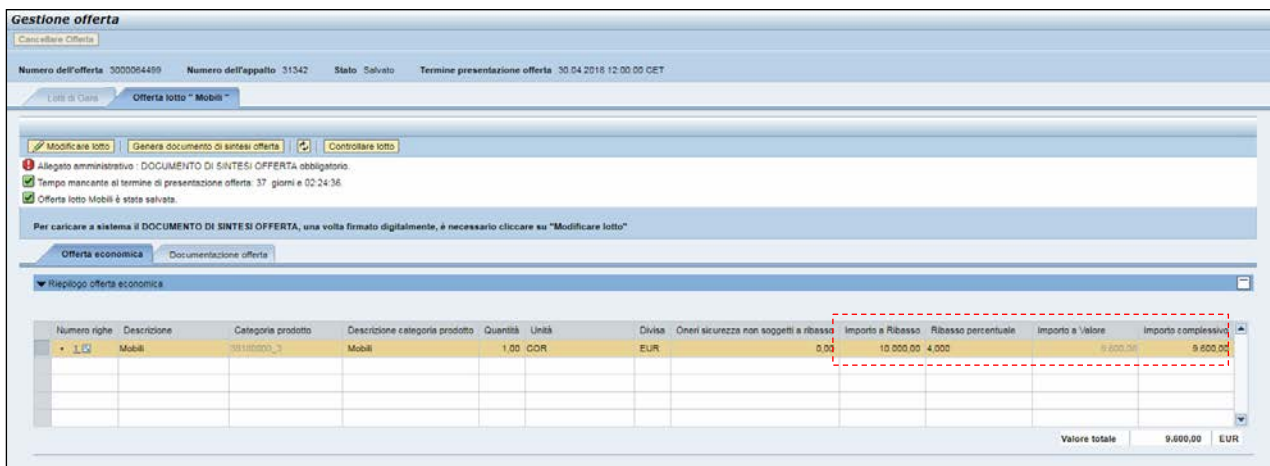 Gestione offerta
Cancellare Offerta
Numero dell'offerta 3000064499 Numero dell'appalto 31342 Stato Salvato Termine presentazione offerta 30.04.2018 12:00:00 CET
Lotti di Gara Offerta lotto " Mobili "
Modificare lotto Genera documento di sintesi offerta Controllare lotto
Allegato amministrativo : DOCUMENTO DI SINTESI OFFERTA obbligatorio.
Tempo mancante al termine di presentazione offerta: 37 giorni e 02:24:36.
Offerta lotto Mobili è stata salvata.
Per caricare a sistema il DOCUMENTO DI SINTESI OFFERTA, una volta firmato digitalmente, è necessario cliccare su "Modificare lotto"
Offerta economica Documentazione offerta
Riepilogo offerta economica
Numero righe Descrizione Categoria prodotto Descrizione categoria prodotto Quantità Unità Divisa Oneri sicurezza non soggetti a ribasso Importo a Ribasso Ribasso percentuale Importo a Valore Importo complessivo
1 Mobili Mobili 1,00 COR EUR 0,00 10.000,00 4,000 9.600,00 9.600,00
Valore totale 9.600,00 EUR